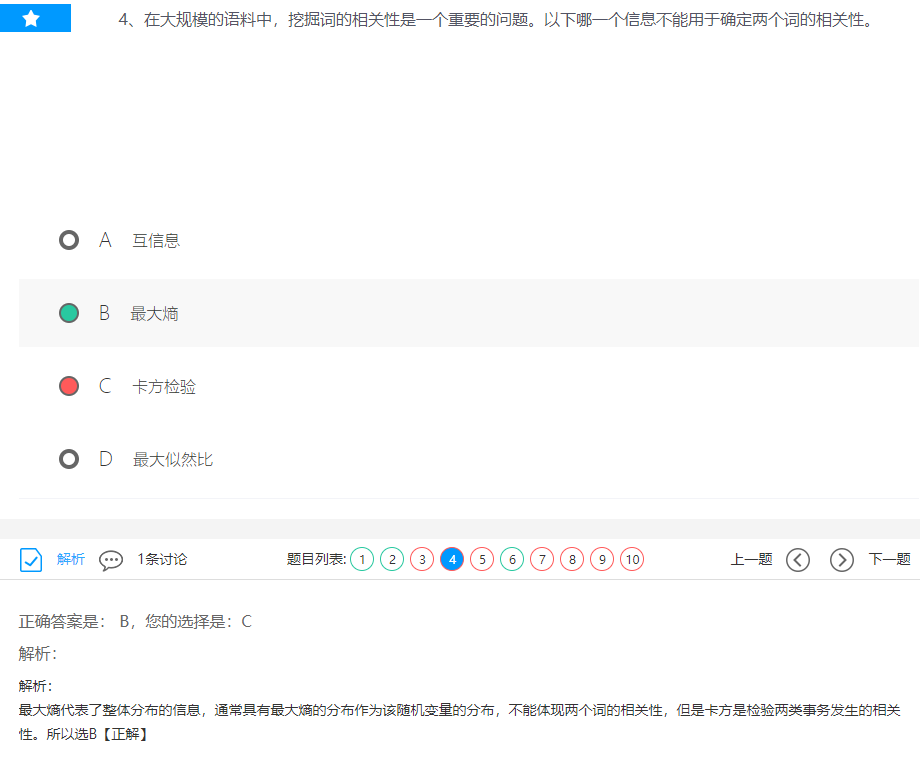 4、在大规模的语料中，挖掘词的相关性是一个重要的问题。以下哪一个信息不能用于确定两个词的相关性。
A 互信息
B 最大熵
C 卡方检验
D 最大似然比
解析 1条讨论 题目列表: 1 2 3 4 5 6 7 8 9 10 上一题 下一题
正确答案是： B，您的选择是：C
解析：
解析：
最大熵代表了整体分布的信息，通常具有最大熵的分布作为该随机变量的分布，不能体现两个词的相关性，但是卡方是检验两类事务发生的相关
性。所以选B【正解】